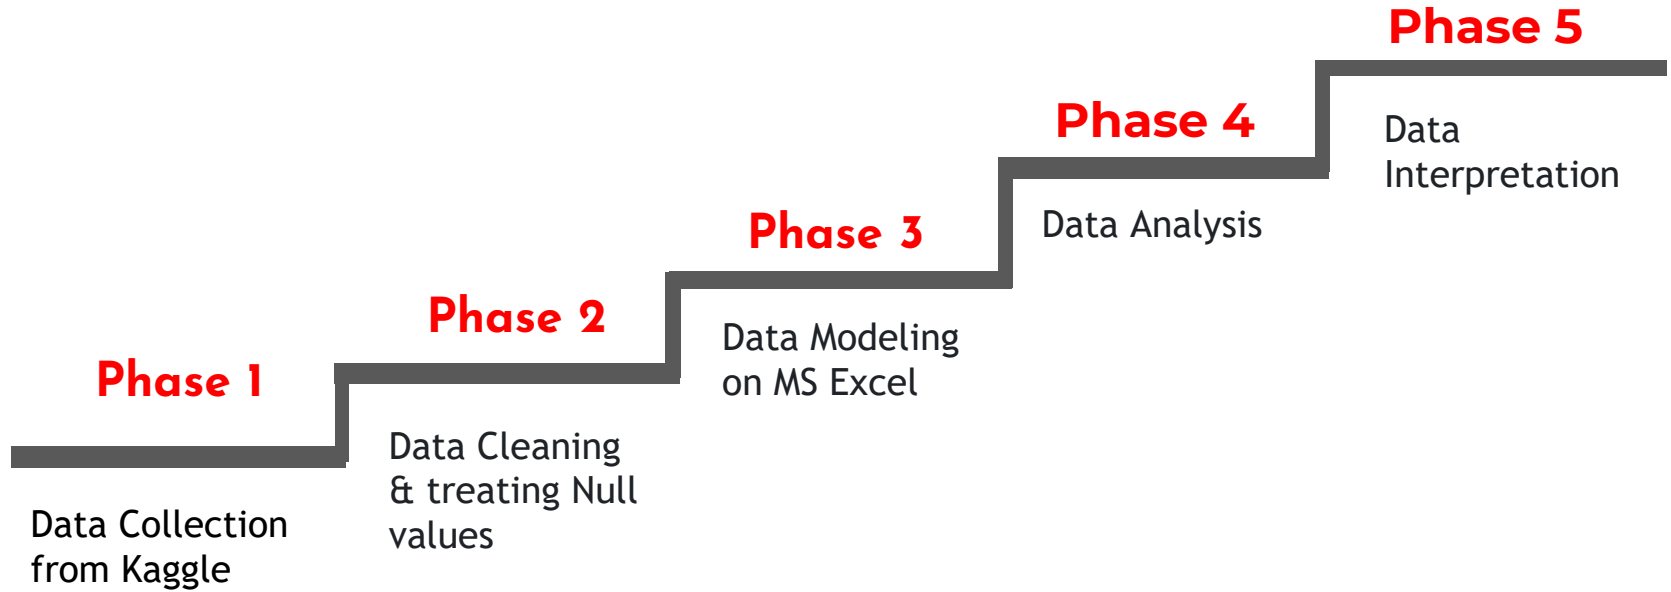 Phase 1
Data Collection
from Kaggle
Phase 2
Data Cleaning
& treating Null
values
Phase 3
Data Modeling
on MS Excel
Phase 4
Data Analysis
Phase 5
Data
Interpretation